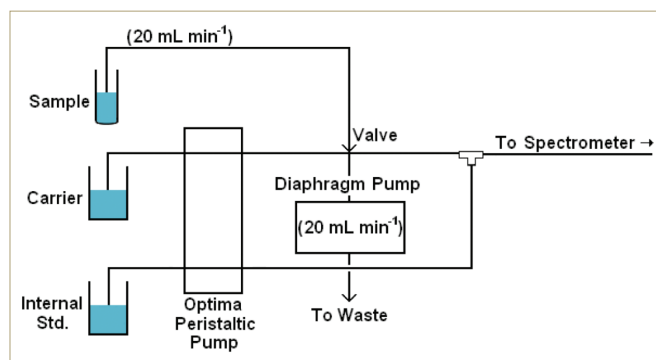 (20 mL min⁻¹)
Sample
Valve
To Spectrometer →
Carrier
Diaphragm Pump
(20 mL min⁻¹)
Internal
Std.
Optima
Peristaltic
Pump
To Waste